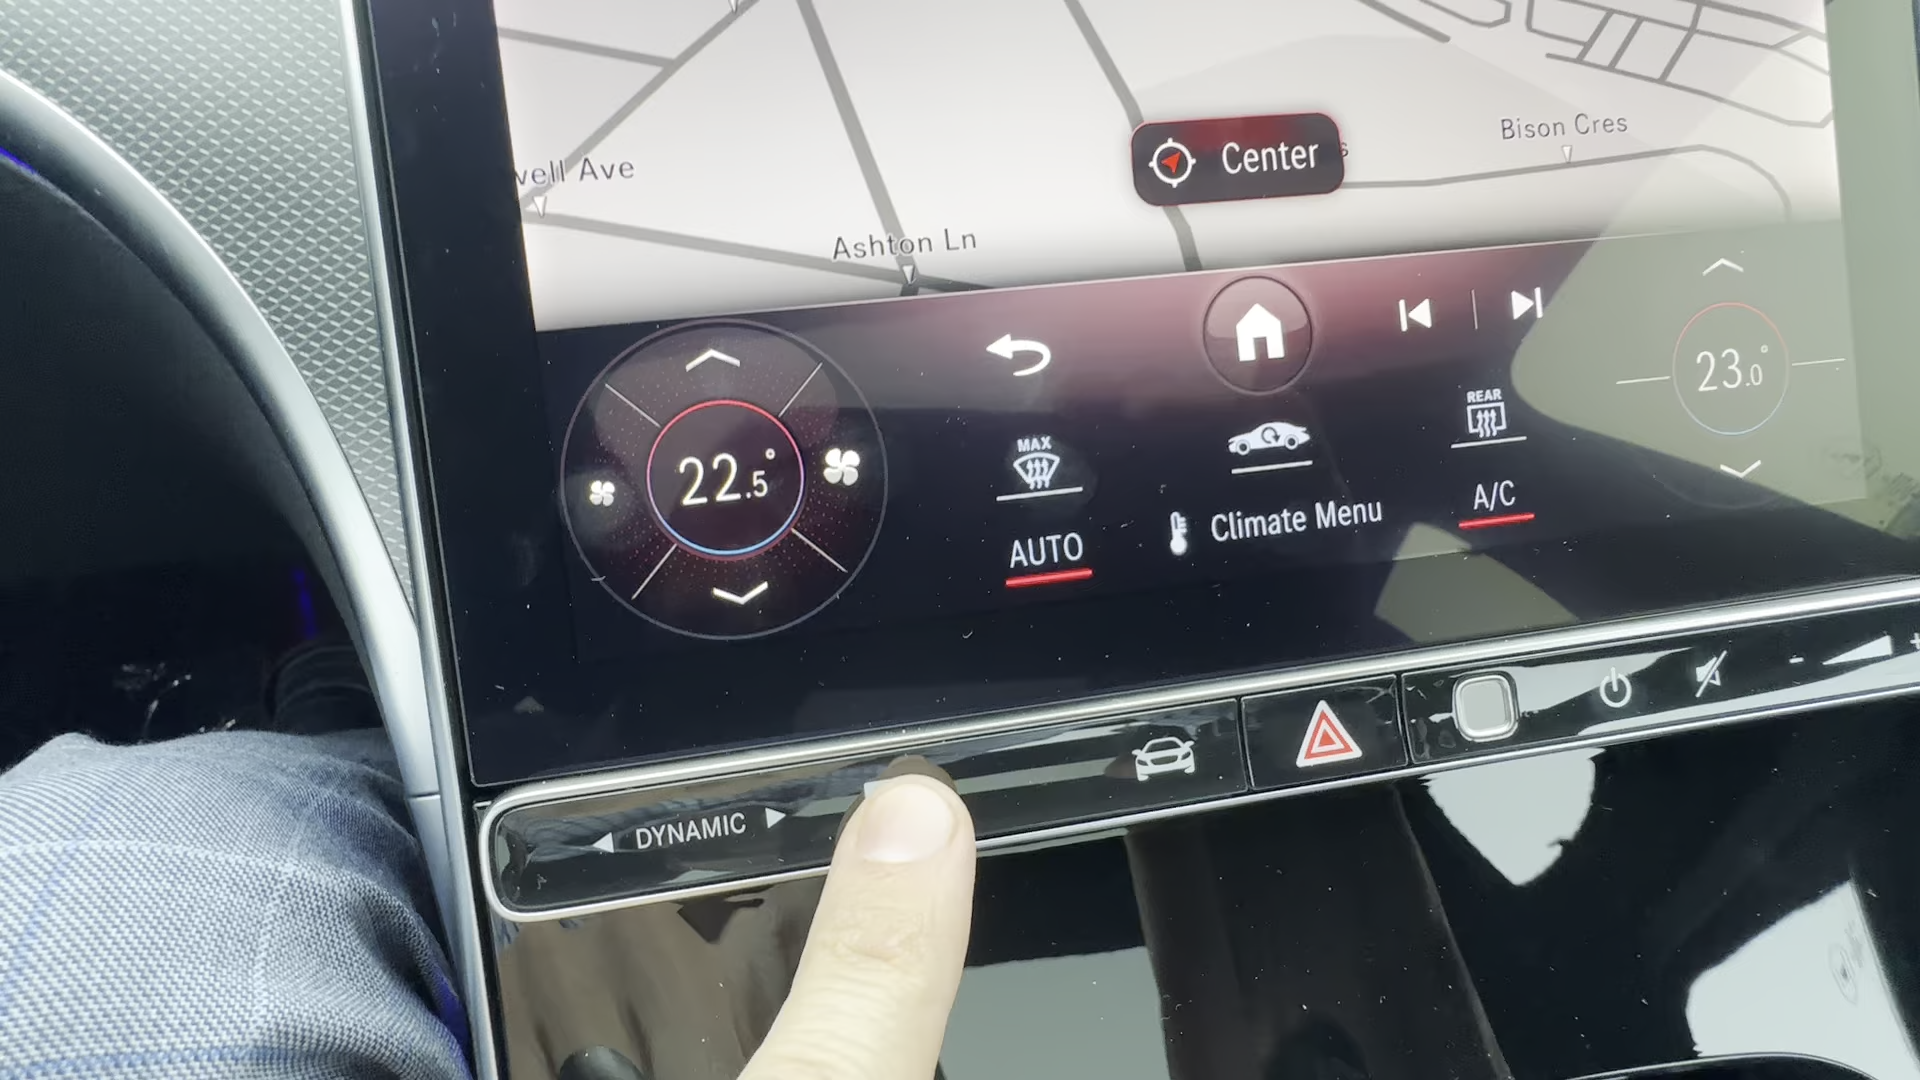 Bison Cres
Center
vell Ave
Ashton Ln
23.0°
REAR
MAX
22.5°
A/C
Climate Menu
AUTO
DYNAMIC
- +